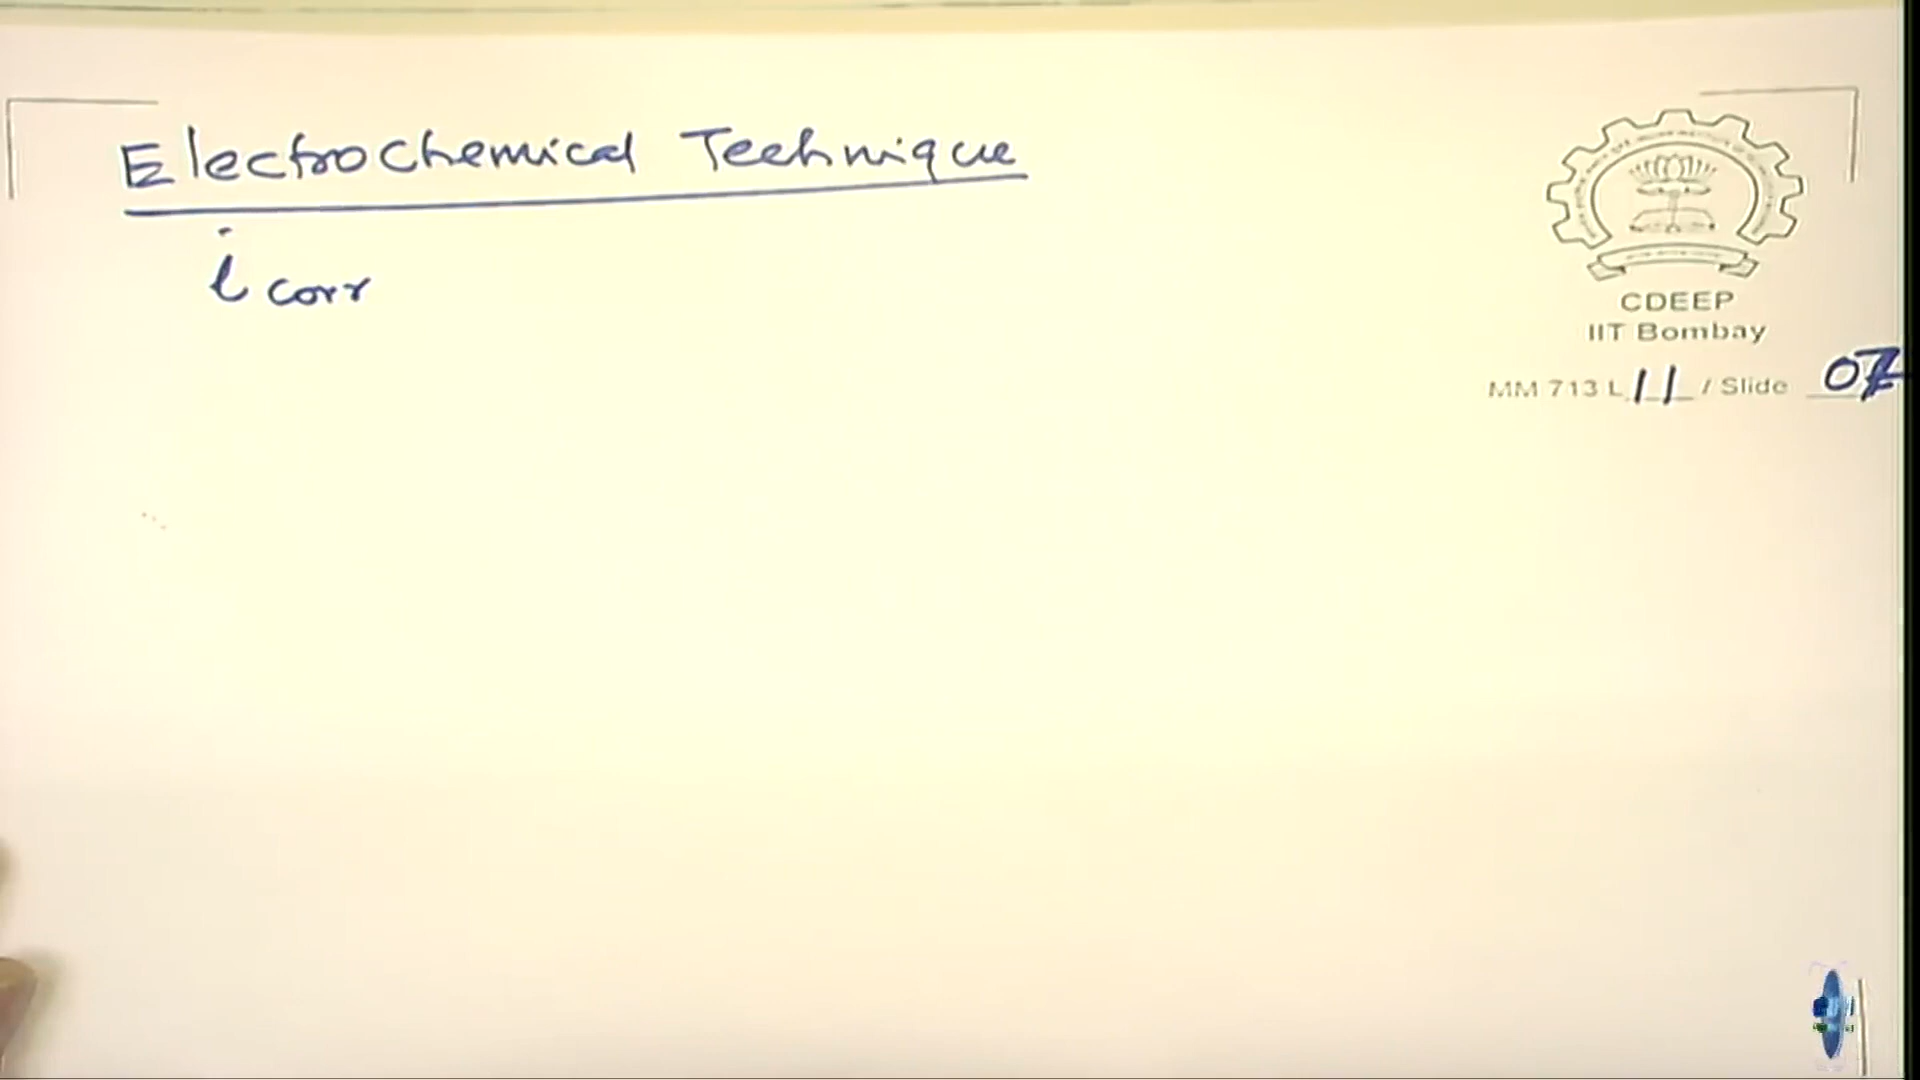 Electrochemical Technique
i corr
CDEEP
IIT Bombay
MM 713 L 11 / Slide 07